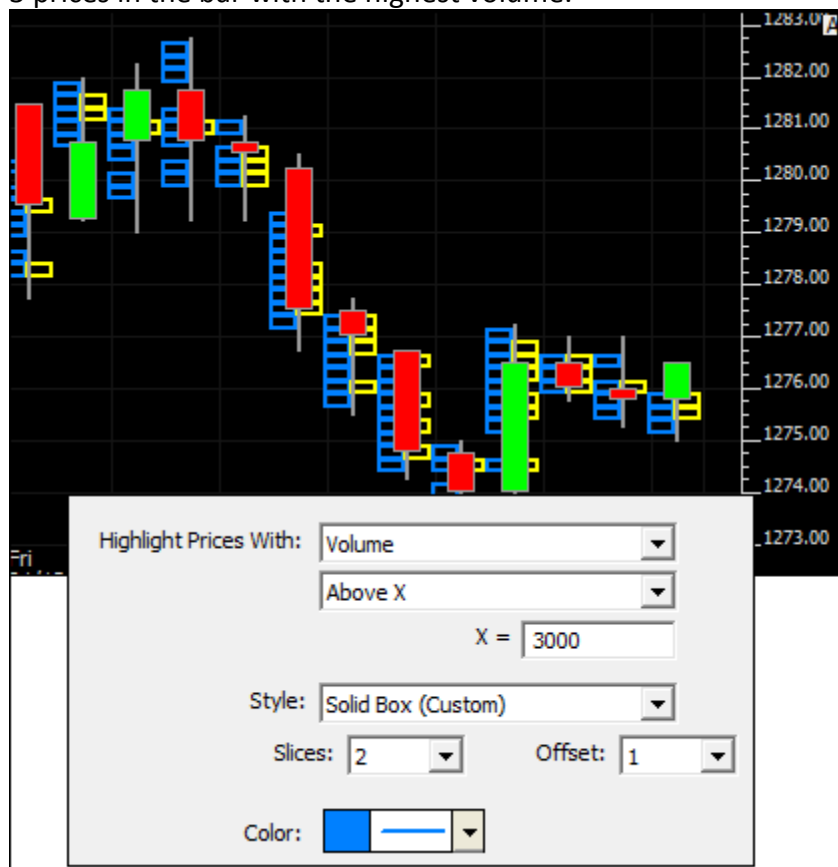 3 prices in the bar with the highest volume.
1283.00
A
1282.00
1281.00
1280.00
1279.00
1278.00
1277.00
1276.00
1275.00
1274.00
1273.00
Fri
Highlight Prices With: Volume
Above X
X = 3000
Style: Solid Box (Custom)
Slices: 2 Offset: 1
Color: